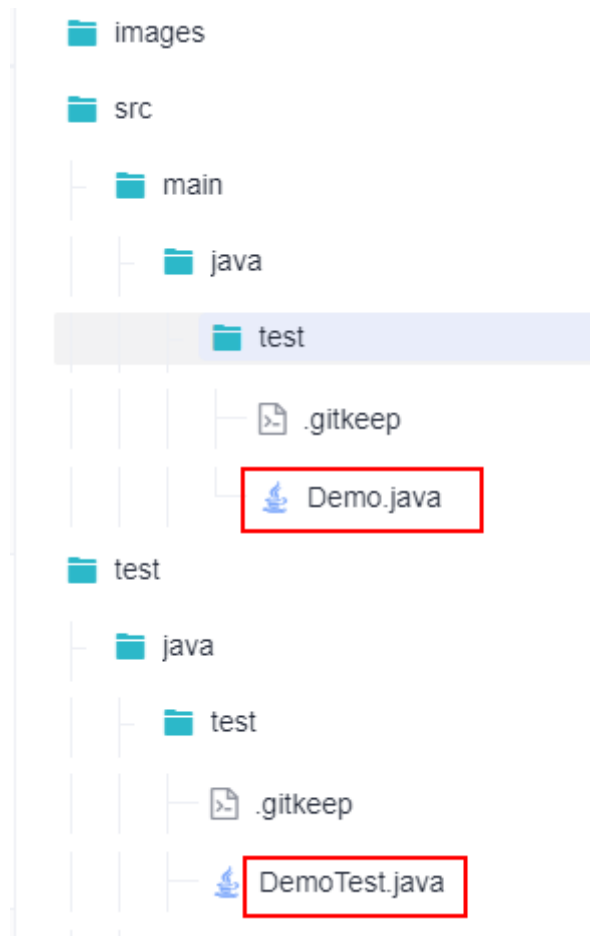 images
src
main
java
test
.gitkeep
Demo.java
test
java
test
.gitkeep
DemoTest.java